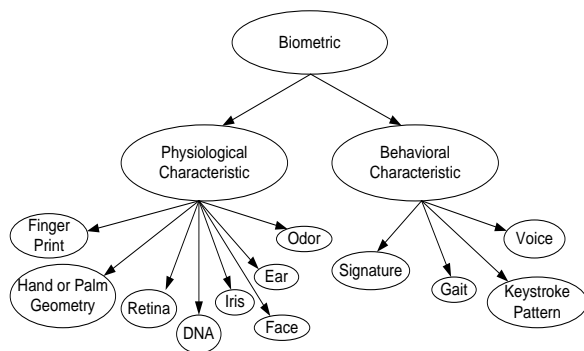 Biometric
Physiological
Characteristic
Behavioral
Characteristic
Finger
Print
Odor
Voice
Hand or Palm
Geometry
Ear
Signature
Retina
Iris
Gait
Keystroke
Pattern
DNA
Face